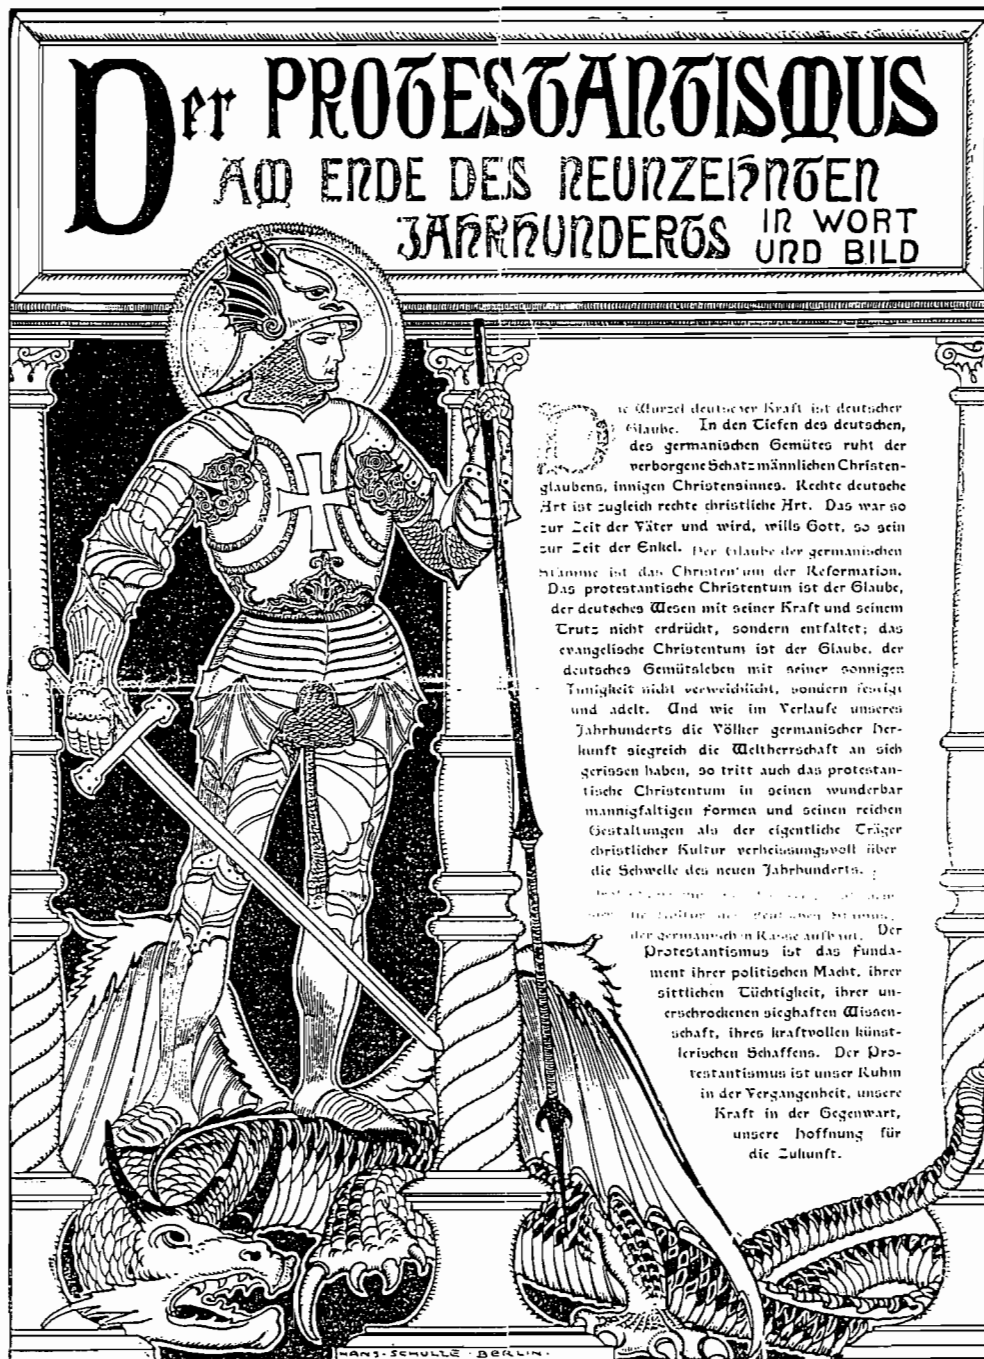 Der PROTESTANTISMUS
AM ENDE DES NEUNZEHNTEN
JAHRHUNDERTS IN WORT
UND BILD
Die Wurzel deutscher Kraft ist deutscher
Glaube. In den Tiefen des deutschen,
des germanischen Gemütes ruht der
verborgene Schatz männlichen Christen-
glaubens, innigen Christensinnes. Rechte deutsche
Art ist zugleich rechte christliche Art. Das war so
zur Zeit der Väter und wird, wills Gott, so sein
zur Zeit der Enkel. Der Glaube der germanischen
Stämme ist das Christentum der Reformation.
Das protestantische Christentum ist der Glaube,
der deutsches Wesen mit seiner Kraft und seinem
Trutz nicht erdrückt, sondern entfaltet; das
evangelische Christentum ist der Glaube, der
deutsches Gemütsleben mit seiner sonnigen
Innigkeit nicht verweichlicht, sondern festigt
und adelt. Und wie im Verlaufe unseres
Jahrhunderts die Völker germanischer Her-
kunft siegreich die Weltherrschaft an sich
gerissen haben, so tritt auch das protestan-
tische Christentum in seinen wunderbar
mannigfaltigen Formen und seinen reichen
Gestaltungen als der eigentliche Träger
christlicher Kultur verheissungsvoll über
die Schwelle des neuen Jahrhunderts.
die Kultur der deutschen Stämme,
der germanischen Rasse aufbaut. Der
Protestantismus ist das Funda-
ment ihrer politischen Macht, ihrer
sittlichen Tüchtigkeit, ihrer un-
erschrockenen sieghaften Wissen-
schaft, ihres kraftvollen künst-
lerischen Schaffens. Der Pro-
testantismus ist unser Ruhm
in der Vergangenheit, unsere
Kraft in der Gegenwart,
unsere Hoffnung für
die Zukunft.
HANS-SCHULZE-BERLIN.